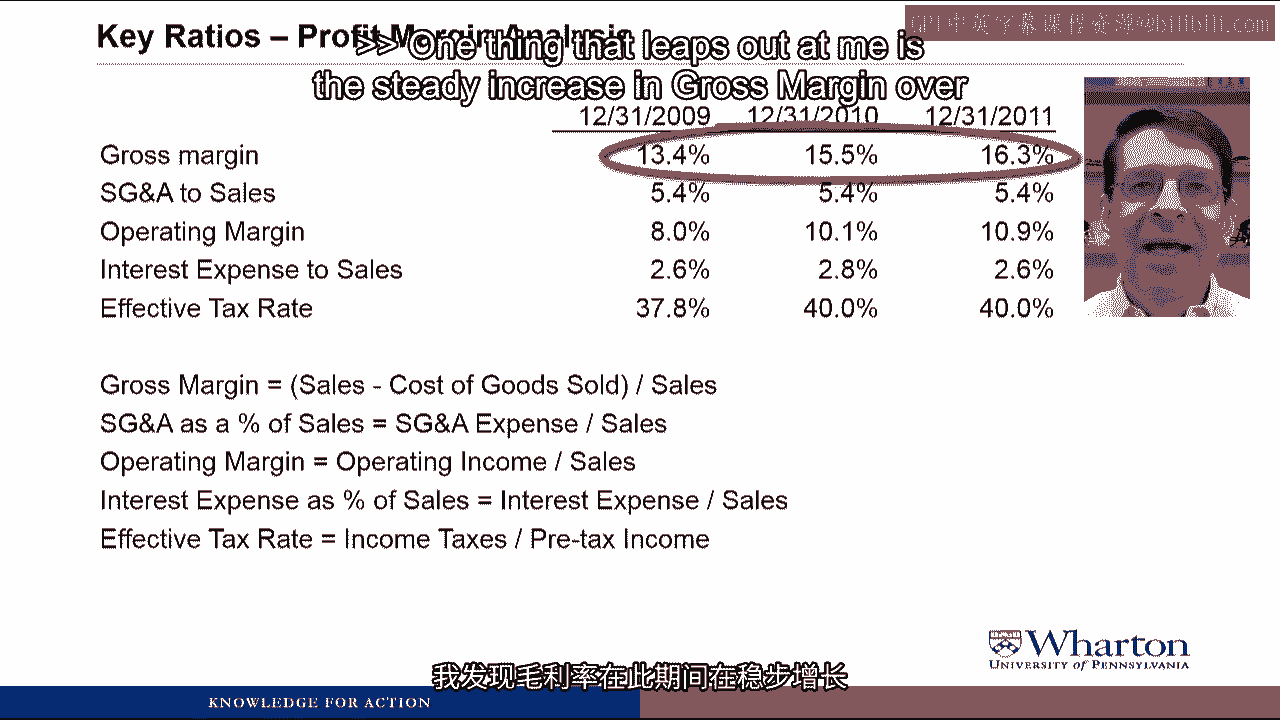 GPT中英字幕课程资源@bilibili.com
Key Ratios – Profit Margin Analysis
>> One thing that leaps out at me is
the steady increase in Gross Margin over
12/31/2009 12/31/2010 12/31/2011
Gross margin 13.4% 15.5% 16.3%
SG&A to Sales 5.4% 5.4% 5.4%
Operating Margin 8.0% 10.1% 10.9%
Interest Expense to Sales 2.6% 2.8% 2.6%
Effective Tax Rate 37.8% 40.0% 40.0%
Gross Margin = (Sales - Cost of Goods Sold) / Sales
SG&A as a % of Sales = SG&A Expense / Sales
Operating Margin = Operating Income / Sales
Interest Expense as % of Sales = Interest Expense / Sales
Effective Tax Rate = Income Taxes / Pre-tax Income
Wharton
UNIVERSITY of PENNSYLVANIA
我发现毛利率在此期间在稳步增长
KNOWLEDGE FOR ACTION